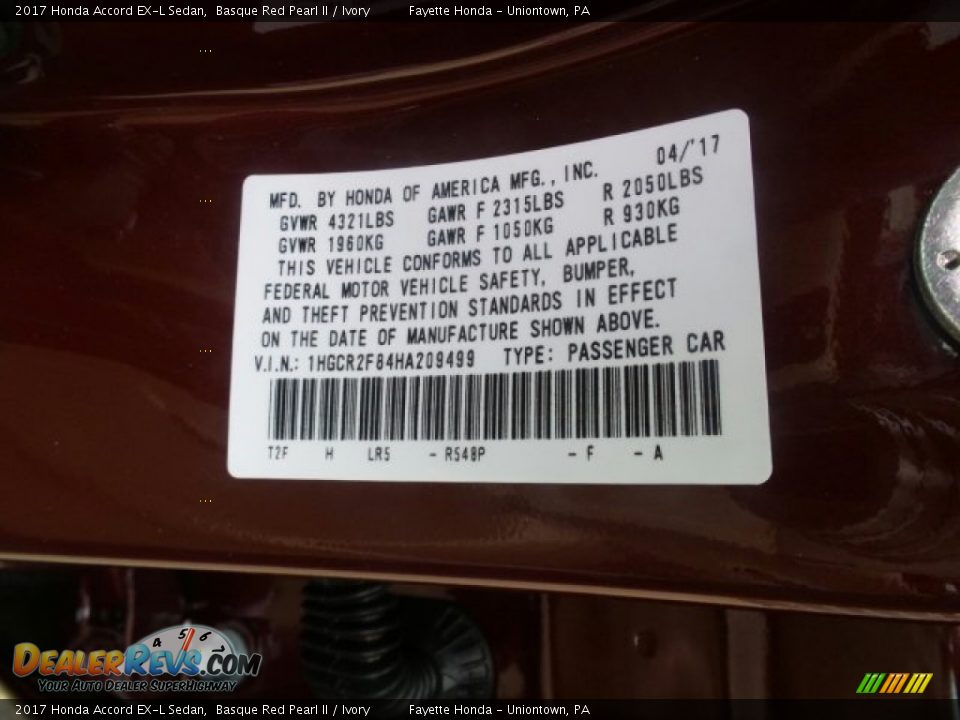 2017 Honda Accord EX-L Sedan, Basque Red Pearl II / Ivory Fayette Honda - Uniontown, PA
MFD. BY HONDA OF AMERICA MFG., INC. 04/'17
GVWR 4321LBS GAWR F 2315LBS R 2050LBS
GVWR 1960KG GAWR F 1050KG R 930KG
THIS VEHICLE CONFORMS TO ALL APPLICABLE
FEDERAL MOTOR VEHICLE SAFETY, BUMPER,
AND THEFT PREVENTION STANDARDS IN EFFECT
ON THE DATE OF MANUFACTURE SHOWN ABOVE.
V.I.N.: 1HGCR2F84HA209499 TYPE: PASSENGER CAR
T2F H LR5 - R548P - F - A
4 5 6
DEALERREVS.COM
YOUR AUTO DEALER SUPERHIGHWAY
2017 Honda Accord EX-L Sedan, Basque Red Pearl II / Ivory Fayette Honda - Uniontown, PA